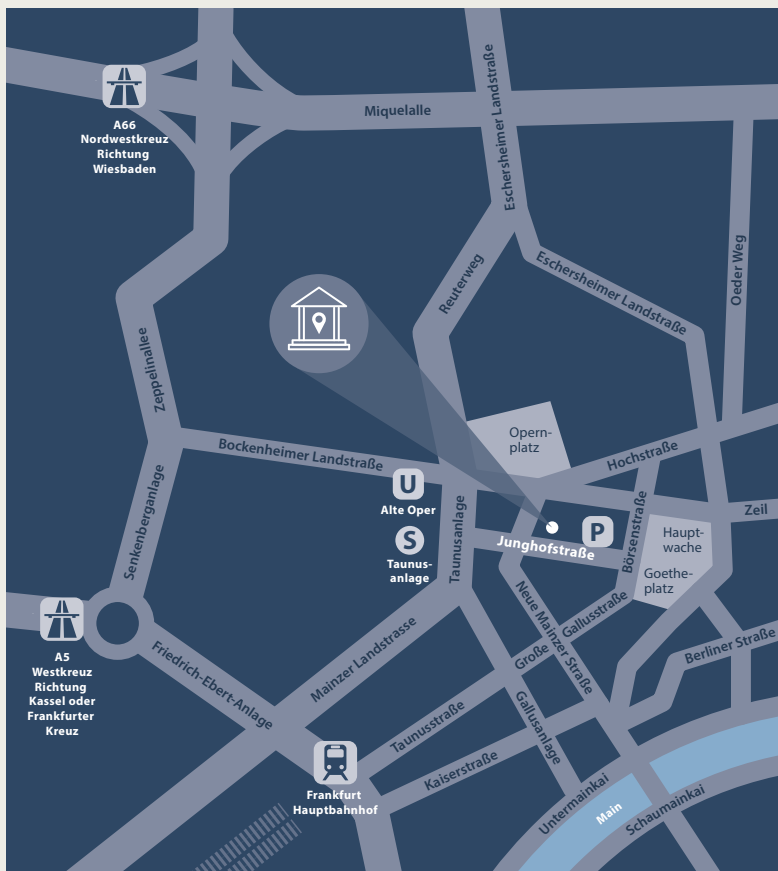 A66
Nordwestkreuz
Richtung
Wiesbaden
Miquelalle
Eschersheimer Landstraße
Reuterweg
Eschersheimer Landstraße
Oeder Weg
Zeppelinallee
Opern-
platz
Hochstraße
Bockenheimer Landstraße
U
Alte Oper
S
Taunus-
anlage
Taunusanlage
P
Junghofstraße
Börsenstraße
Zeil
Haupt-
wache
Goethe-
platz
Senkenberganlage
A5
Westkreuz
Richtung
Kassel oder
Frankfurter
Kreuz
Friedrich-Ebert-Anlage
Mainzer Landstrasse
Neue Mainzer Straße
Große Gallusstraße
Berliner Straße
Taunusstraße
Gallusanlage
Kaiserstraße
Frankfurt
Hauptbahnhof
Untermainkai
Main
Schaumainkai